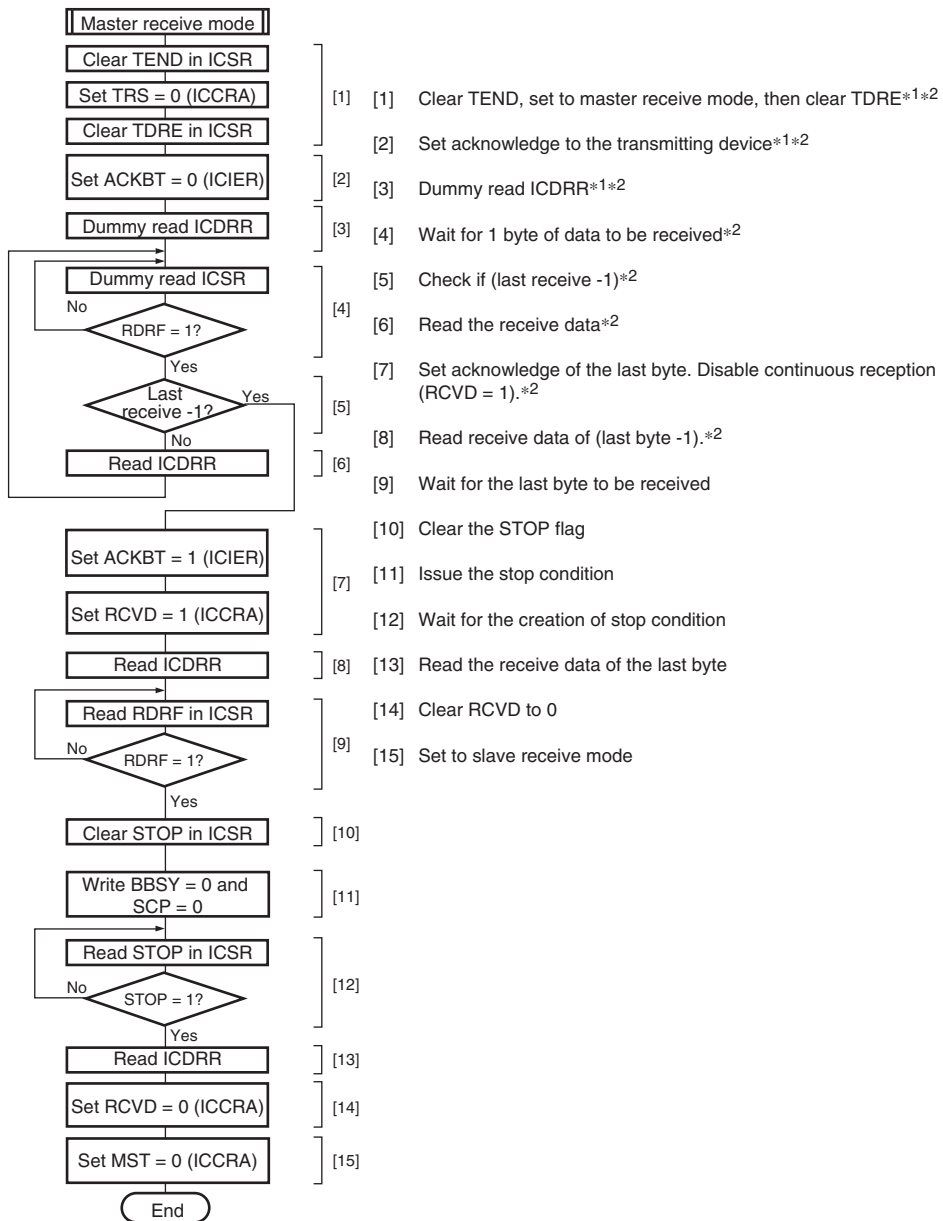 Master receive mode
Clear TEND in ICSR
Set TRS = 0 (ICCRA)
Clear TDRE in ICSR
[1]
Set ACKBT = 0 (ICIER)
[2]
Dummy read ICDRR
[3]
Dummy read ICSR
No
RDRF = 1?
[4]
Yes
Last
receive -1?
Yes
[5]
No
Read ICDRR
[6]
Set ACKBT = 1 (ICIER)
Set RCVD = 1 (ICCRA)
[7]
Read ICDRR
[8]
Read RDRF in ICSR
No
RDRF = 1?
[9]
Yes
Clear STOP in ICSR
[10]
Write BBSY = 0 and
SCP = 0
[11]
Read STOP in ICSR
No
STOP = 1?
[12]
Yes
Read ICDRR
[13]
Set RCVD = 0 (ICCRA)
[14]
Set MST = 0 (ICCRA)
[15]
End
[1] Clear TEND, set to master receive mode, then clear TDRE*1*2
[2] Set acknowledge to the transmitting device*1*2
[3] Dummy read ICDRR*1*2
[4] Wait for 1 byte of data to be received*2
[5] Check if (last receive -1)*2
[6] Read the receive data*2
[7] Set acknowledge of the last byte. Disable continuous reception
(RCVD = 1).*2
[8] Read receive data of (last byte -1).*2
[9] Wait for the last byte to be received
[10] Clear the STOP flag
[11] Issue the stop condition
[12] Wait for the creation of stop condition
[13] Read the receive data of the last byte
[14] Clear RCVD to 0
[15] Set to slave receive mode